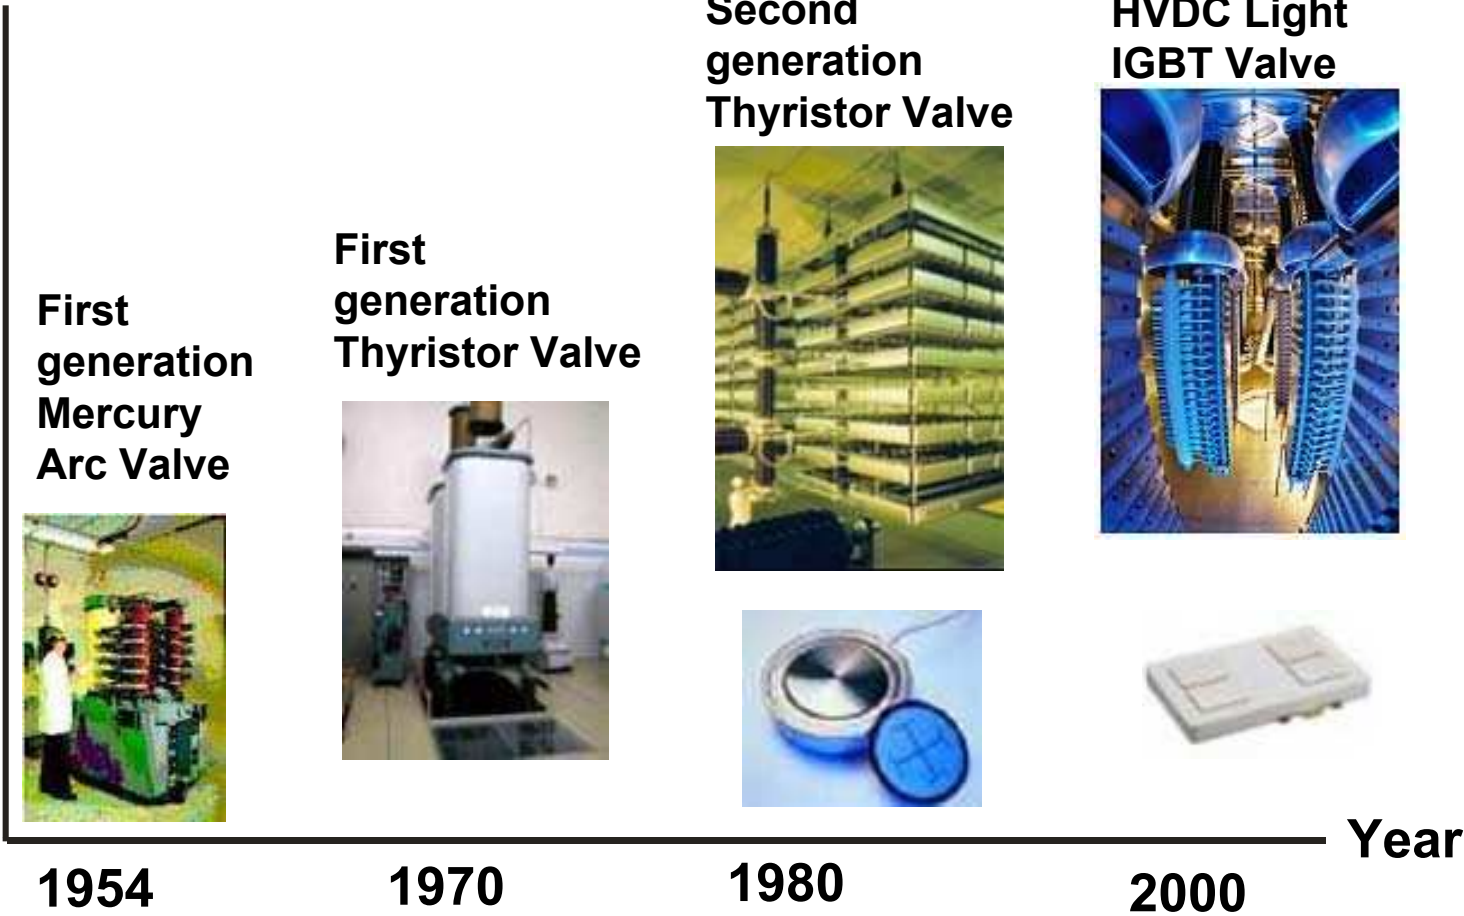 First
generation
Mercury
Arc Valve
First
generation
Thyristor Valve
Second
generation
Thyristor Valve
HVDC Light
IGBT Valve
Year
1954
1970
1980
2000